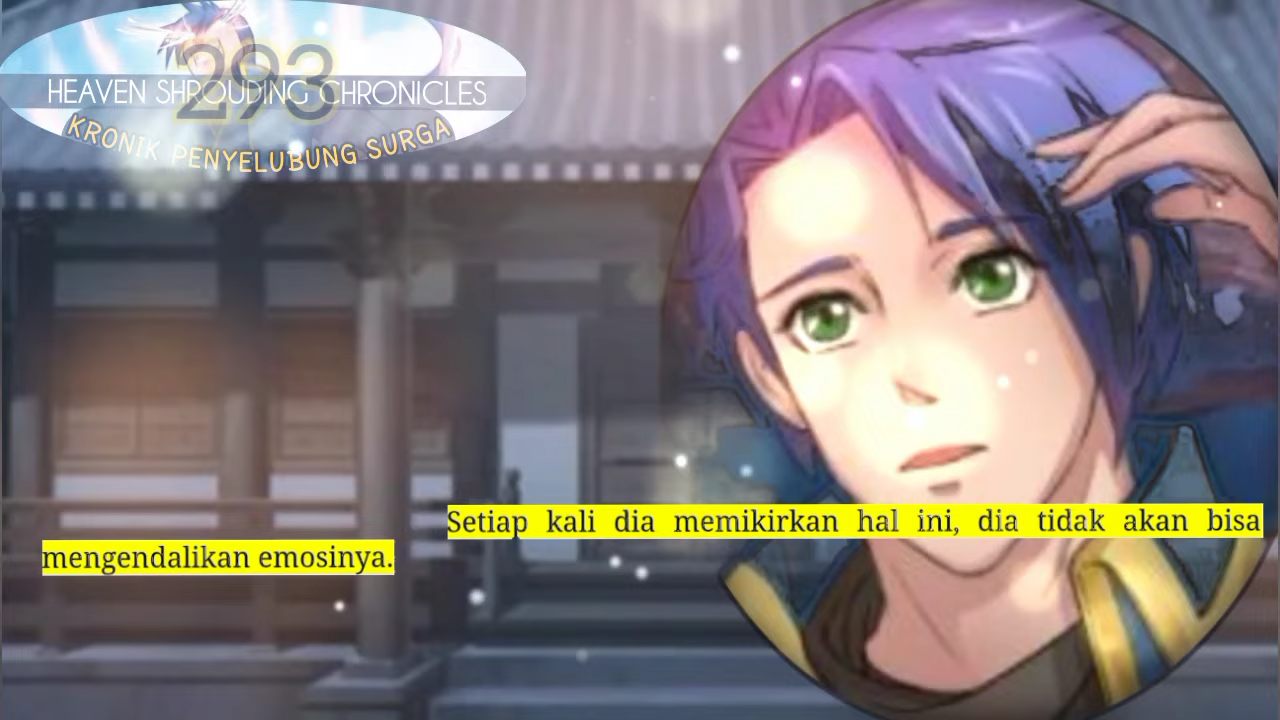 293
HEAVEN SHROUDING CHRONICLES
KRONIK PENYELUBUNG SURGA
Setiap kali dia memikirkan hal ini, dia tidak akan bisa
mengendalikan emosinya.